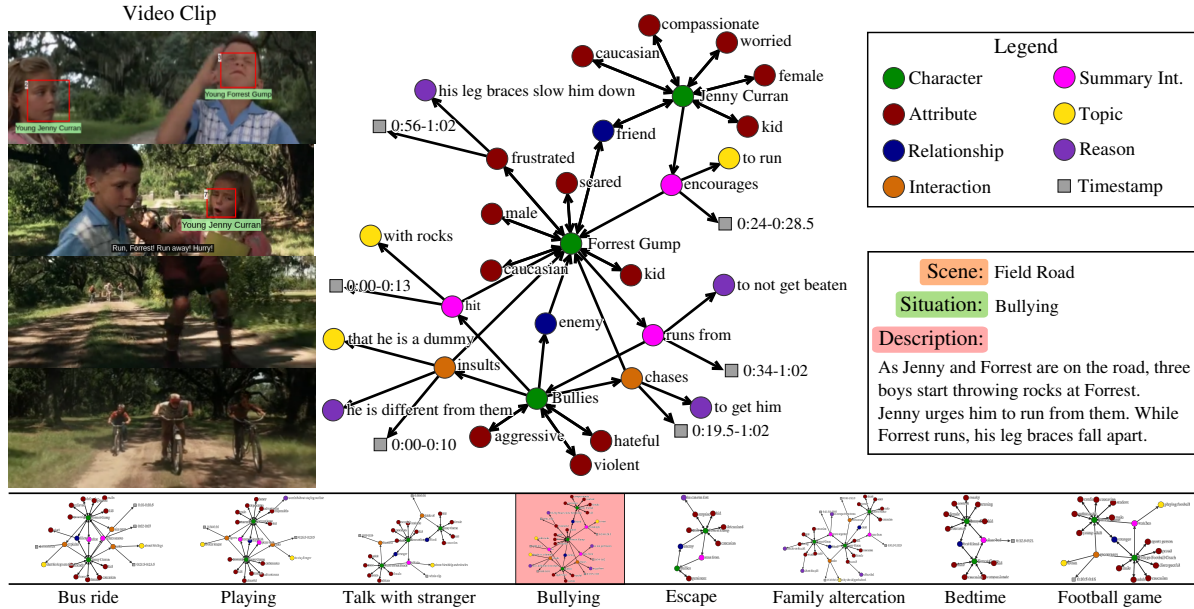 Video Clip
Young Forrest Gump
Young Jenny Curran
Young Jenny Curran
Run, Forrest! Run away! Hurry!
compassionate
caucasian
worried
female
Jenny Curran
kid
his leg braces slow him down
0:56-1:02
friend
frustrated
to run
scared
encourages
male
0:24-0:28.5
with rocks
Forrest Gump
caucasian
kid
0:00-0:13
to not get beaten
hit
enemy
runs from
that he is a dummy
insults
0:34-1:02
chases
Bullies
he is different from them
to get him
aggressive
hateful
0:19.5-1:02
0:00-0:10
violent
Legend
Character
Summary Int.
Attribute
Topic
Relationship
Reason
Interaction
Timestamp
Scene: Field Road
Situation: Bullying
Description:
As Jenny and Forrest are on the road, three
boys start throwing rocks at Forrest.
Jenny urges him to run from them. While
Forrest runs, his leg braces fall apart.
Bus ride
Playing
Talk with stranger
Bullying
Escape
Family altercation
Bedtime
Football game